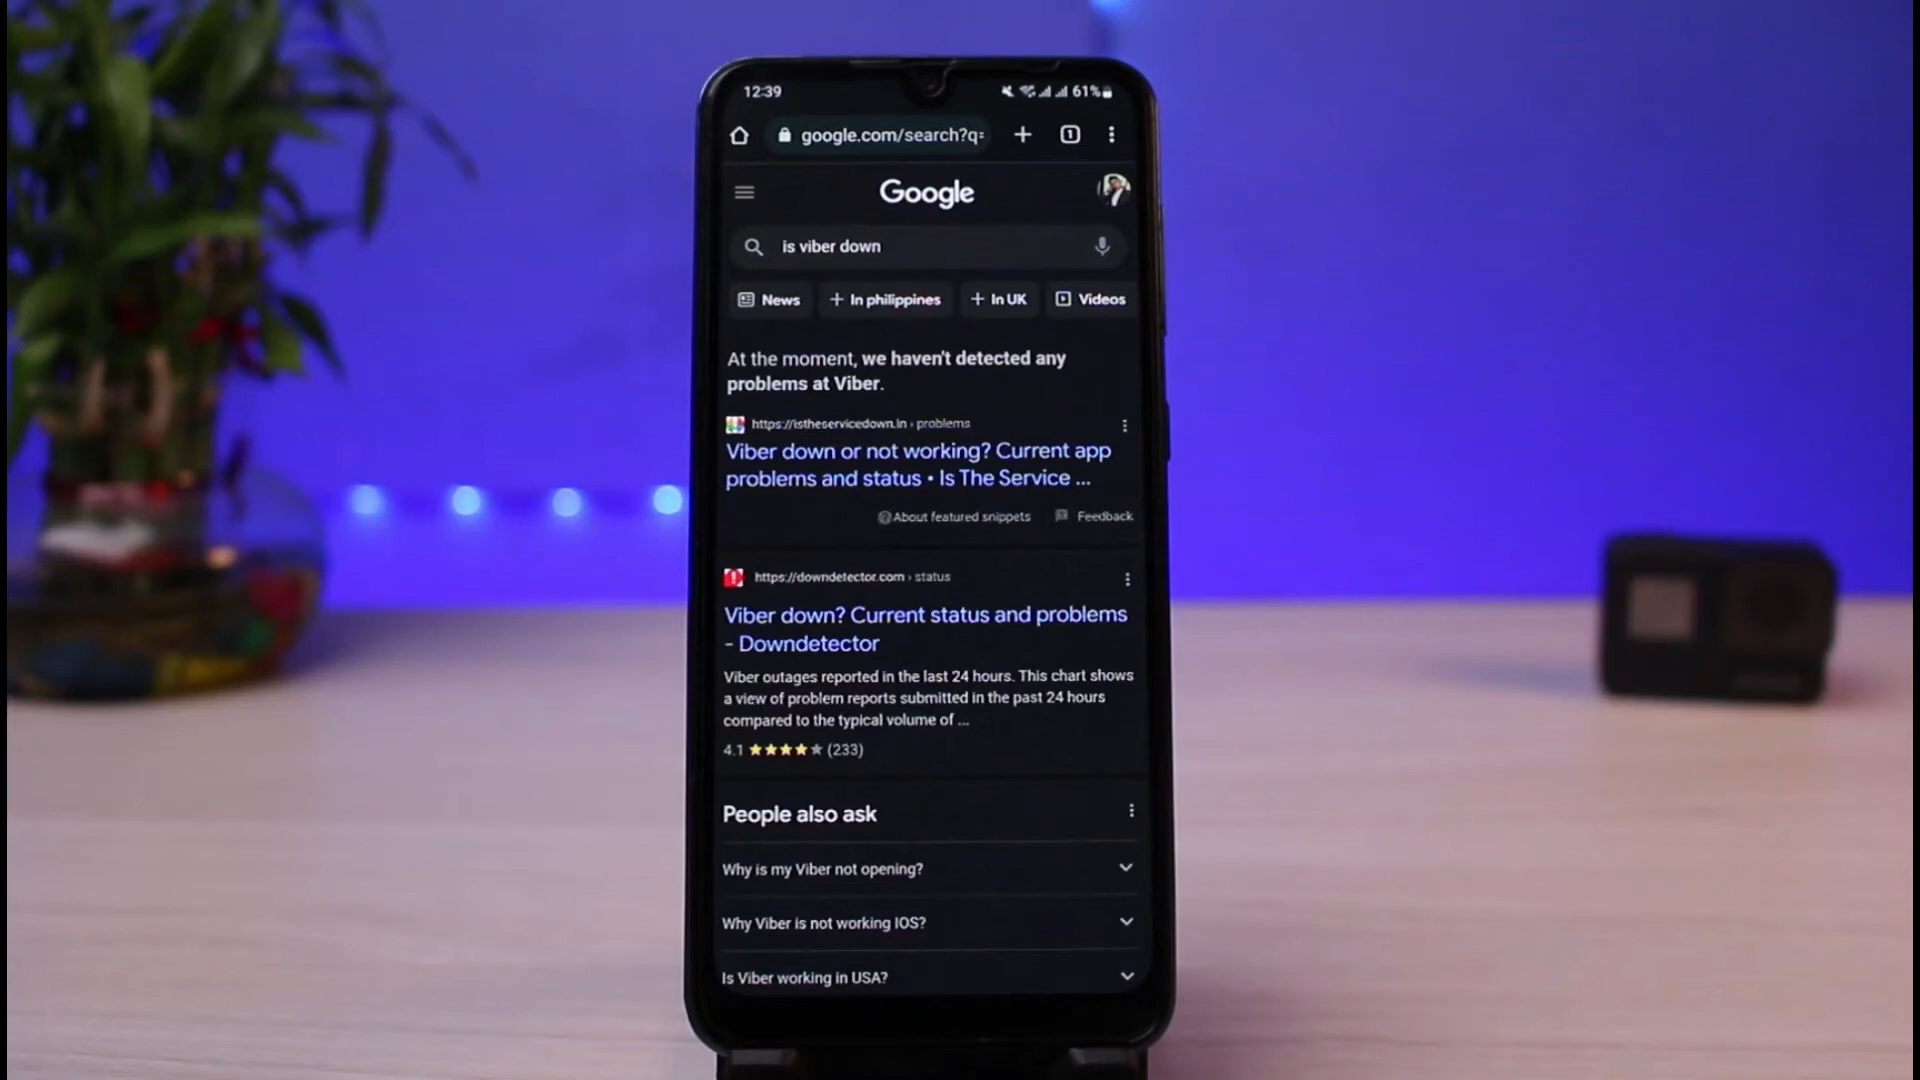 12:39
61%
google.com/search?q=
1
Google
is viber down
News
In philippines
In UK
Videos
At the moment, we haven't detected any
problems at Viber.
https://istheservicedown.in › problems
Viber down or not working? Current app
problems and status • Is The Service ...
About featured snippets
Feedback
https://downdetector.com › status
Viber down? Current status and problems
- Downdetector
Viber outages reported in the last 24 hours. This chart shows
a view of problem reports submitted in the past 24 hours
compared to the typical volume of ...
4.1 ★★★★★ (233)
People also ask
Why is my Viber not opening?
Why Viber is not working IOS?
Is Viber working in USA?